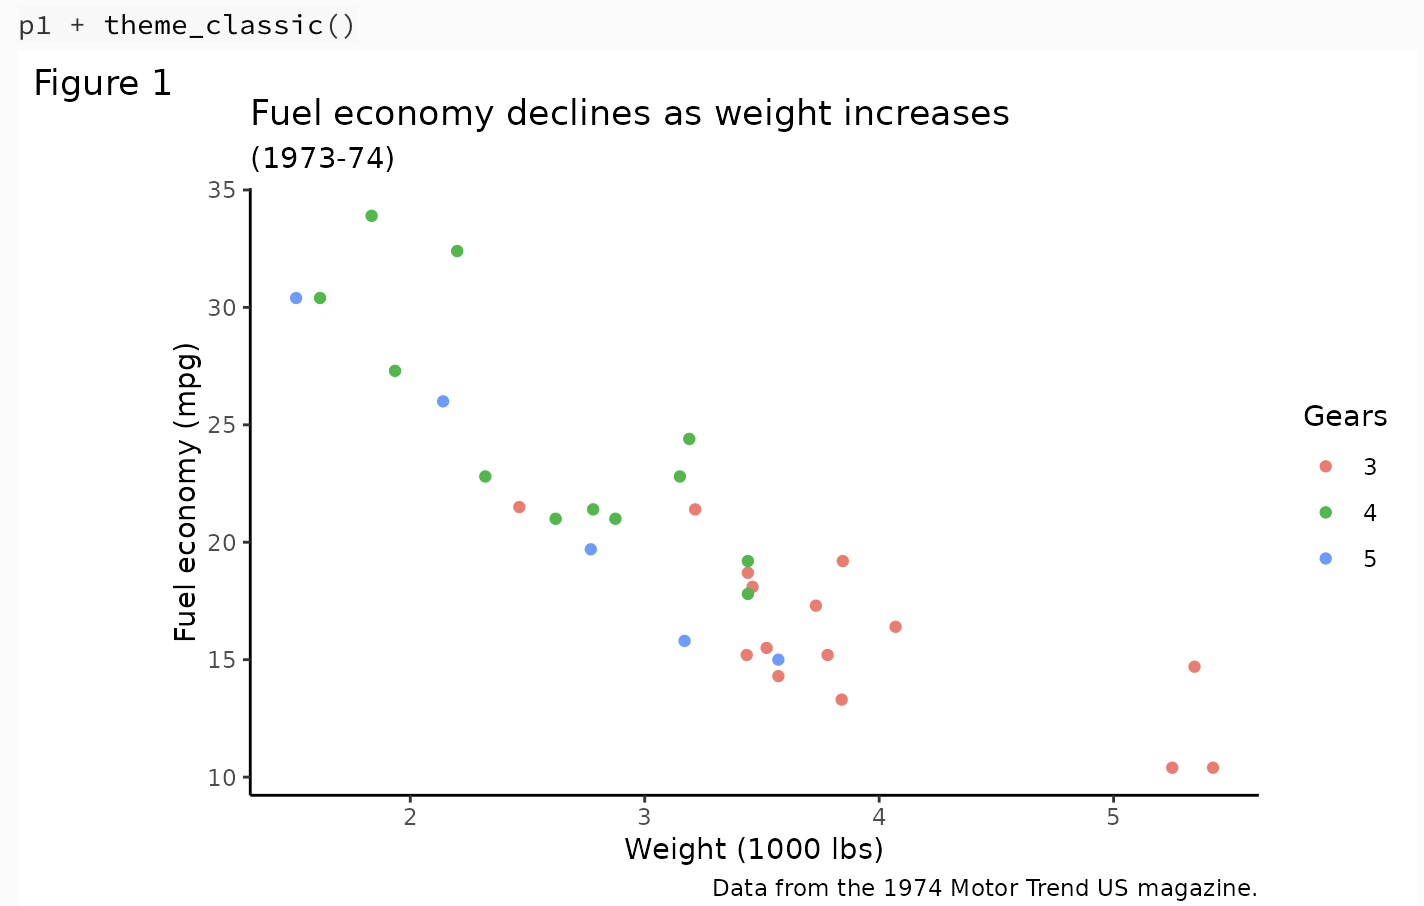 p1 + theme_classic()
Figure 1
Fuel economy declines as weight increases
(1973-74)
35
30
25
20
15
10
Fuel economy (mpg)
2 3 4 5
Weight (1000 lbs)
Gears
3
4
5
Data from the 1974 Motor Trend US magazine.